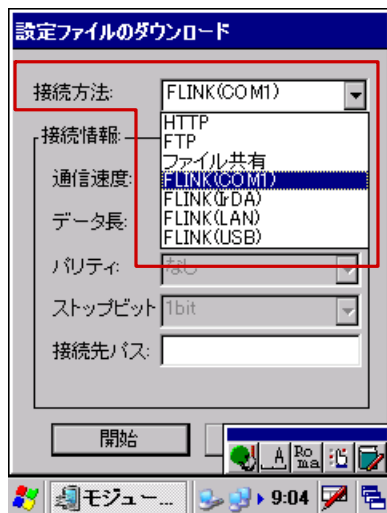 設定ファイルのダウンロード
接続方法: FLINK(COM1)
HTTP
FTP
ファイル共有
FLINK(COM1)
FLINK(IrDA)
FLINK(LAN)
FLINK(USB)
接続情報:
通信速度:
データ長:
パリティ: なし
ストップビット 1bit
接続先パス:
開始
A Roma
モジュー... 9:04